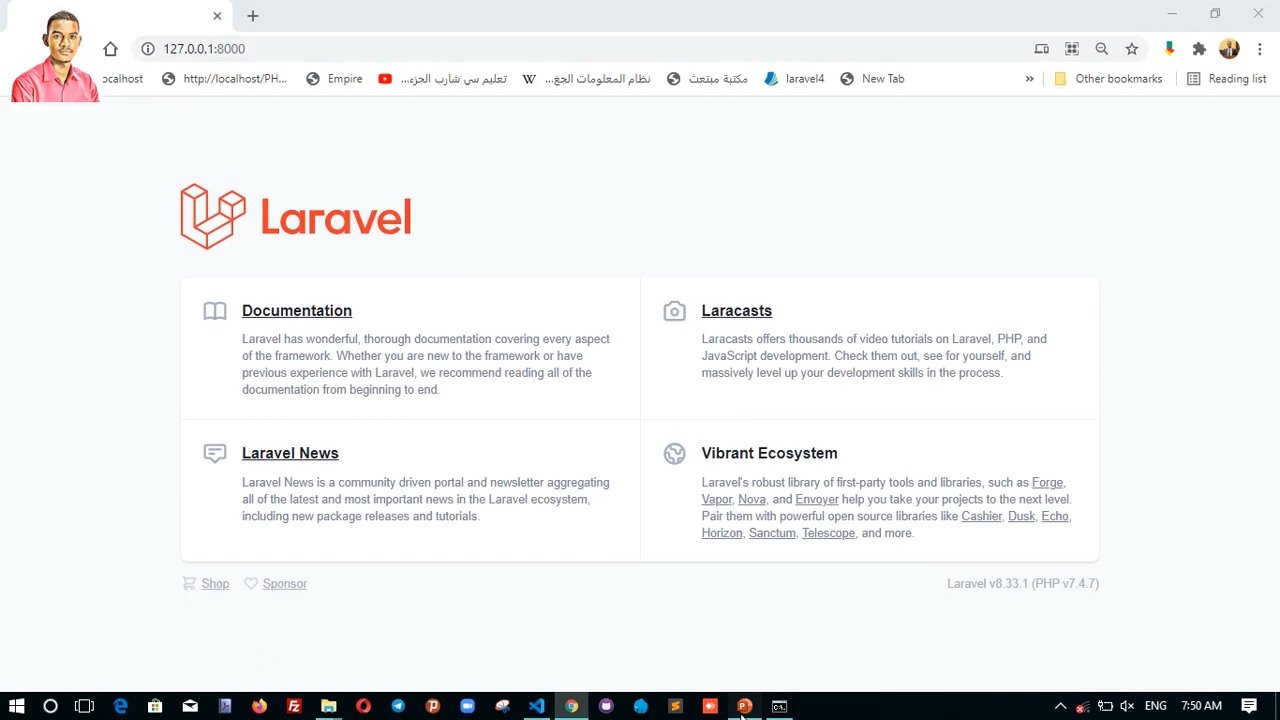 127.0.0.1:8000
ocalhost
http://localhost/PH...
Empire
تعليم سي شارب الجزء...
نظام المعلومات الجغ...
مكتبة مبتعث
laravel4
New Tab
»
Other bookmarks
Reading list
Laravel
Documentation
Laravel has wonderful, thorough documentation covering every aspect
of the framework. Whether you are new to the framework or have
previous experience with Laravel, we recommend reading all of the
documentation from beginning to end.
Laracasts
Laracasts offers thousands of video tutorials on Laravel, PHP, and
JavaScript development. Check them out, see for yourself, and
massively level up your development skills in the process.
Laravel News
Laravel News is a community driven portal and newsletter aggregating
all of the latest and most important news in the Laravel ecosystem,
including new package releases and tutorials.
Vibrant Ecosystem
Laravel's robust library of first-party tools and libraries, such as Forge,
Vapor, Nova, and Envoyer help you take your projects to the next level.
Pair them with powerful open source libraries like Cashier, Dusk, Echo,
Horizon, Sanctum, Telescope, and more.
Shop
Sponsor
Laravel v8.33.1 (PHP v7.4.7)
ENG
7:50 AM